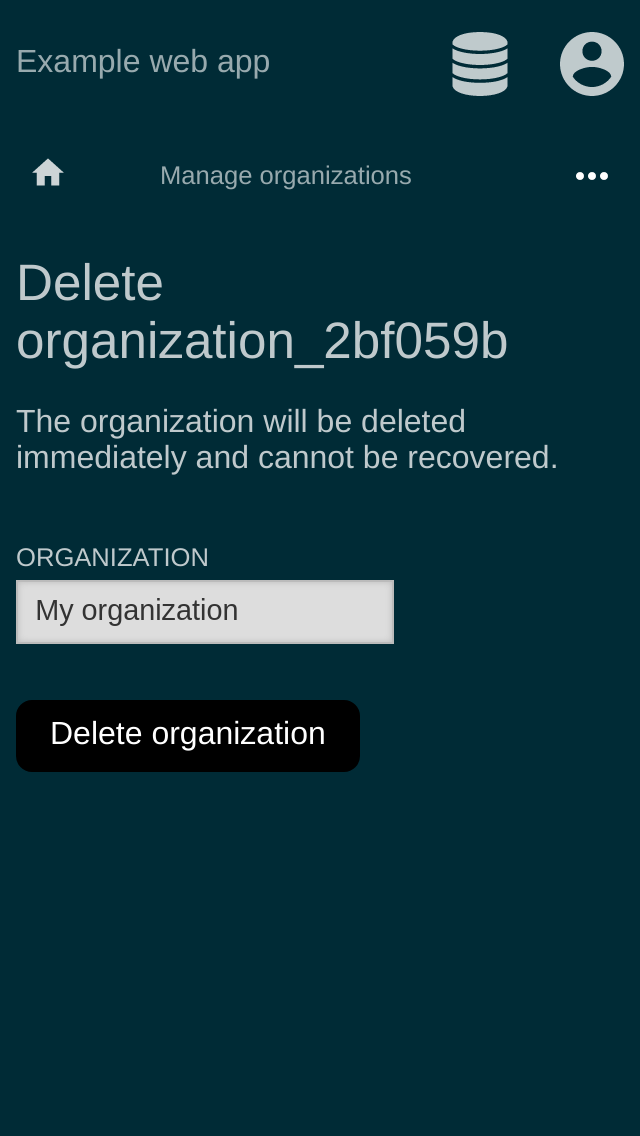 Example web app
Manage organizations
Delete
organization_2bf059b
The organization will be deleted
immediately and cannot be recovered.
ORGANIZATION
My organization
Delete organization